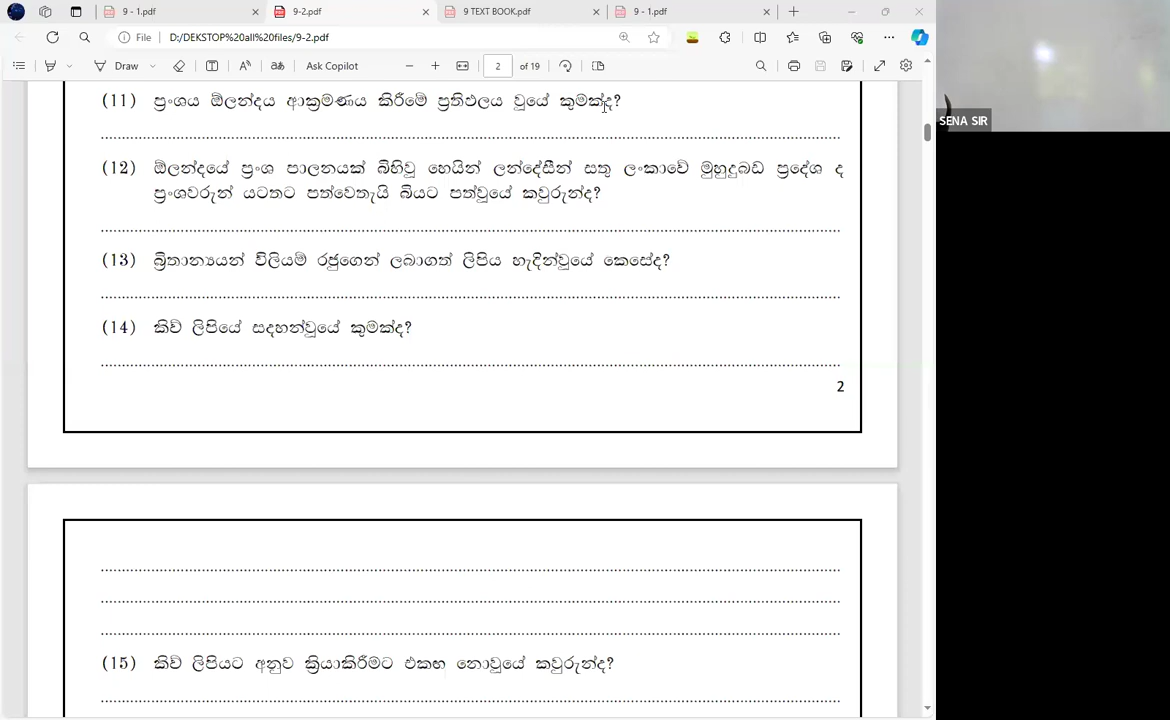 9 - 1.pdf
9-2.pdf
9 TEXT BOOK.pdf
9 - 1.pdf
File D:/DEKSTOP%20all%20files/9-2.pdf
Draw
aあ
Ask Copilot
2 of 19
(11) ප්‍රංශය ඕලන්දය ආක්‍රමණය කිරීමේ ප්‍රතිඵලය වූයේ කුමක්ද?
(12) ඕලන්දයේ ප්‍රංශ පාලනයක් බිහිවූ හෙයින් ලන්දේසීන් සතු ලංකාවේ මුහුදුබඩ ප්‍රදේශ ද
ප්‍රංශවරුන් යටතට පත්වෙතැයි බියට පත්වූයේ කවුරුන්ද?
(13) බ්‍රිතාන්‍යයන් විලියම් රජුගෙන් ලබාගත් ලිපිය හැදින්වූයේ කෙසේද?
(14) කිව් ලිපියේ සදහන්වූයේ කුමක්ද?
2
(15) කිව් ලිපියට අනුව ක්‍රියාකිරීමට එකඟ නොවූයේ කවුරුන්ද?
SENA SIR